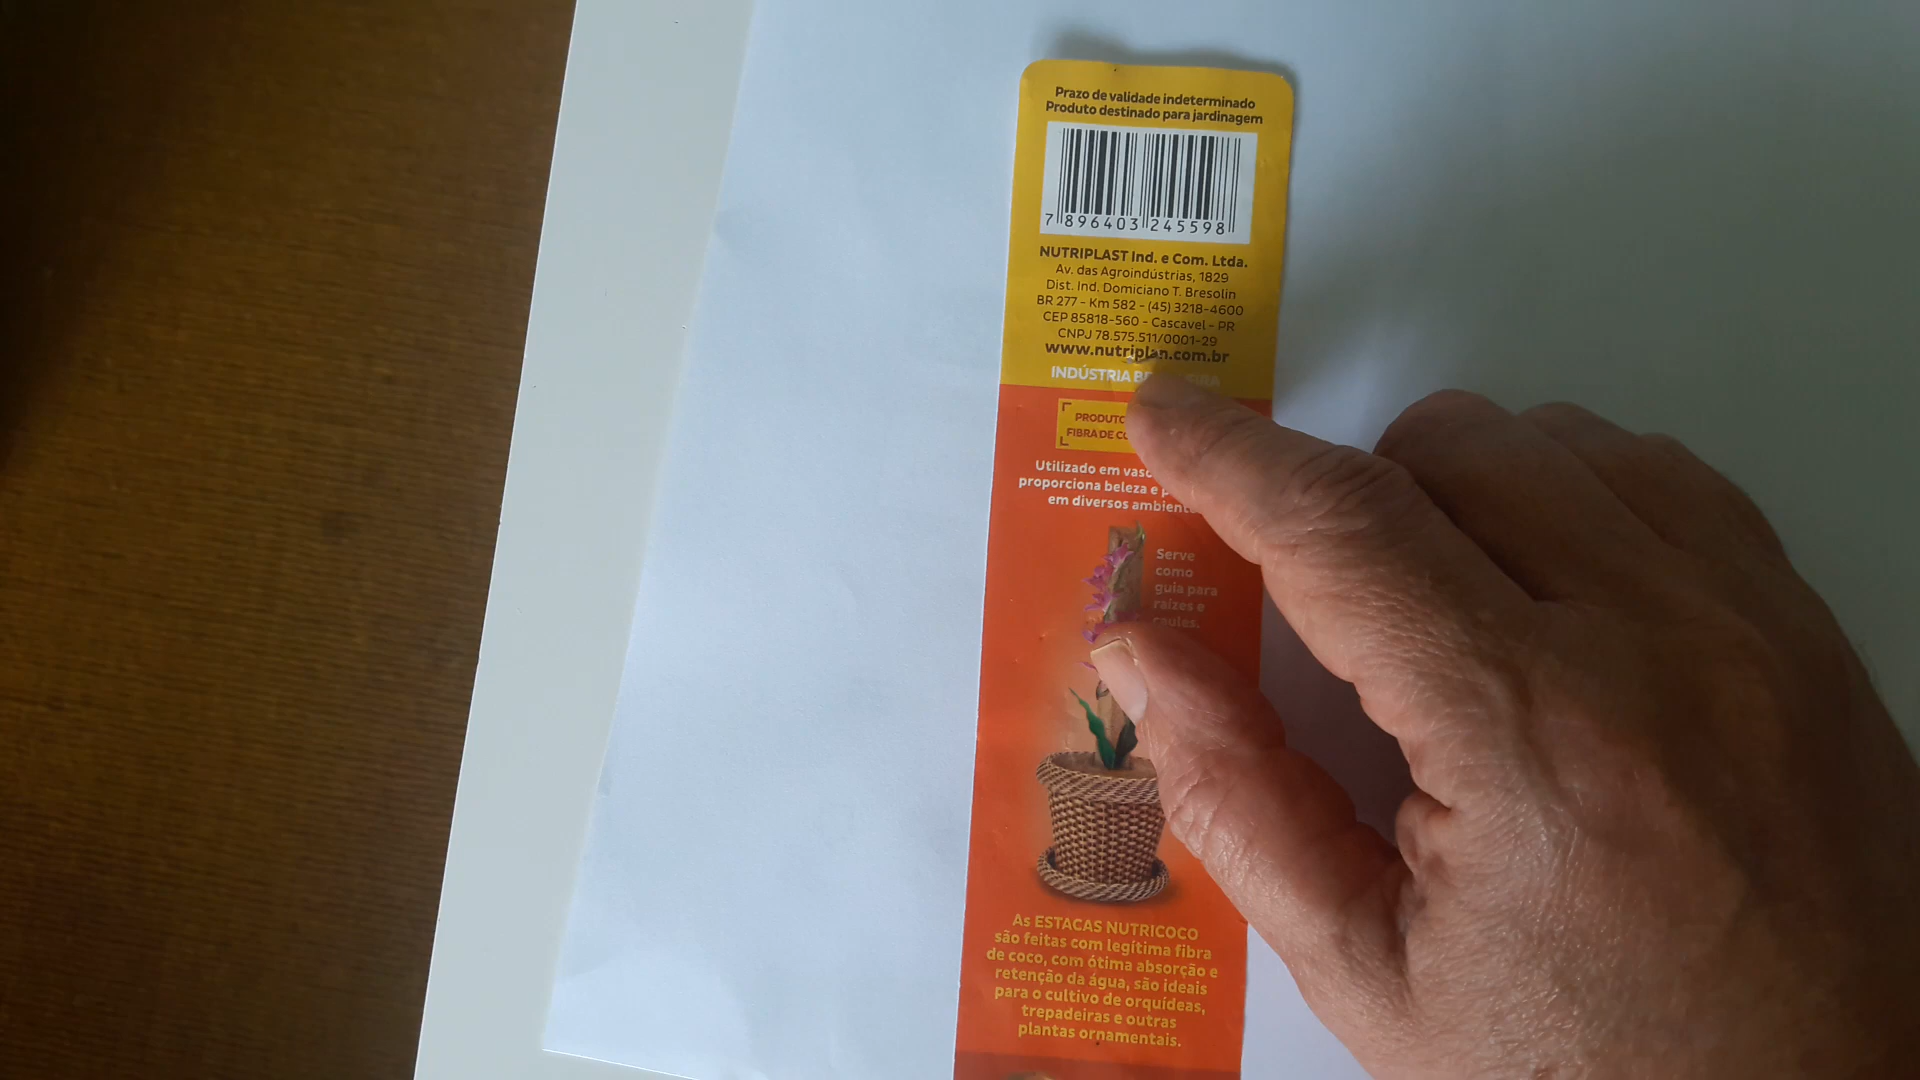 Prazo de validade indeterminado
Produto destinado para jardinagem
7 896403 245598
NUTRIPLAST Ind. e Com. Ltda.
Av. das Agroindústrias, 1829
Dist. Ind. Domiciano T. Bresolin
BR 277 - Km 582 - (45) 3218-4600
CEP 85818-560 - Cascavel - PR
CNPJ 78.575.511/0001-29
www.nutriplan.com.br
INDÚSTRIA
PRODUTO
FIBRA DE
Utilizado em
proporciona beleza e
em diversos
Serve
como
guia para
raízes e
caules.
As ESTACAS NUTRICOCO
são feitas com legítima fibra
de coco, com ótima absorção e
retenção da água, são ideais
para o cultivo de orquídeas,
trepadeiras e outras
plantas ornamentais.